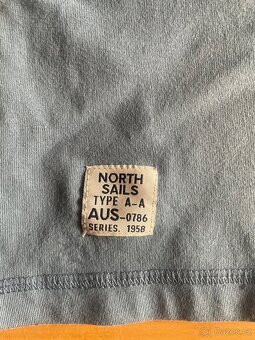 NORTH
SAILS
TYPE A-A
AUS-0786
SERIES. 1958